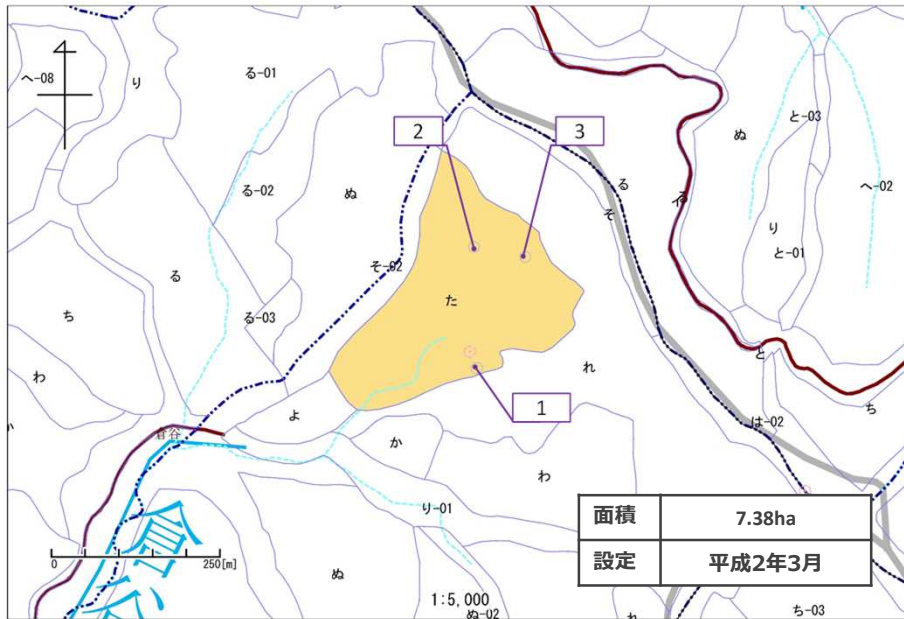 へ-08
り
る-01
2
3
ぬ
と-03
へ-02
る-02
ぬ
る
そ
り
と-01
そ-02
る
た
る-03
ち
わ
れ
と
ち
1
は-02
よ
か
倉谷
わ
り-01
面積 7.38ha
設定 平成2年3月
0 250[m]
ぬ
1:5,000
ぬ-02
れ
ち-03